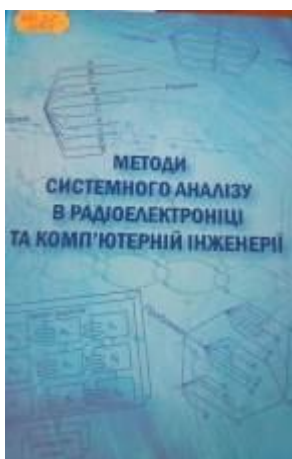 МЕТОДИ
СИСТЕМНОГО АНАЛІЗУ
В РАДІОЕЛЕКТРОНІЦІ
ТА КОМП'ЮТЕРНІЙ ІНЖЕНЕРІЇ